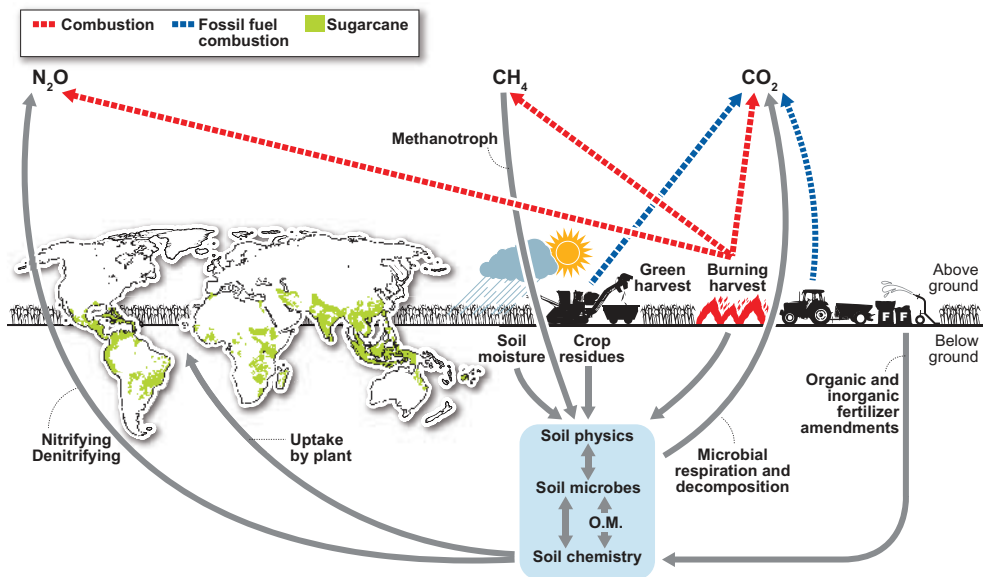 Combustion
Fossil fuel
combustion
Sugarcane
N₂O
CH₄
CO₂
Methanotroph
Green
harvest
Burning
harvest
Above
ground
F F
Below
ground
Soil
moisture
Crop
residues
Organic and
inorganic
fertilizer
amendments
Nitrifying
Denitrifying
Uptake
by plant
Soil physics
Microbial
respiration and
decomposition
Soil microbes
O.M.
Soil chemistry